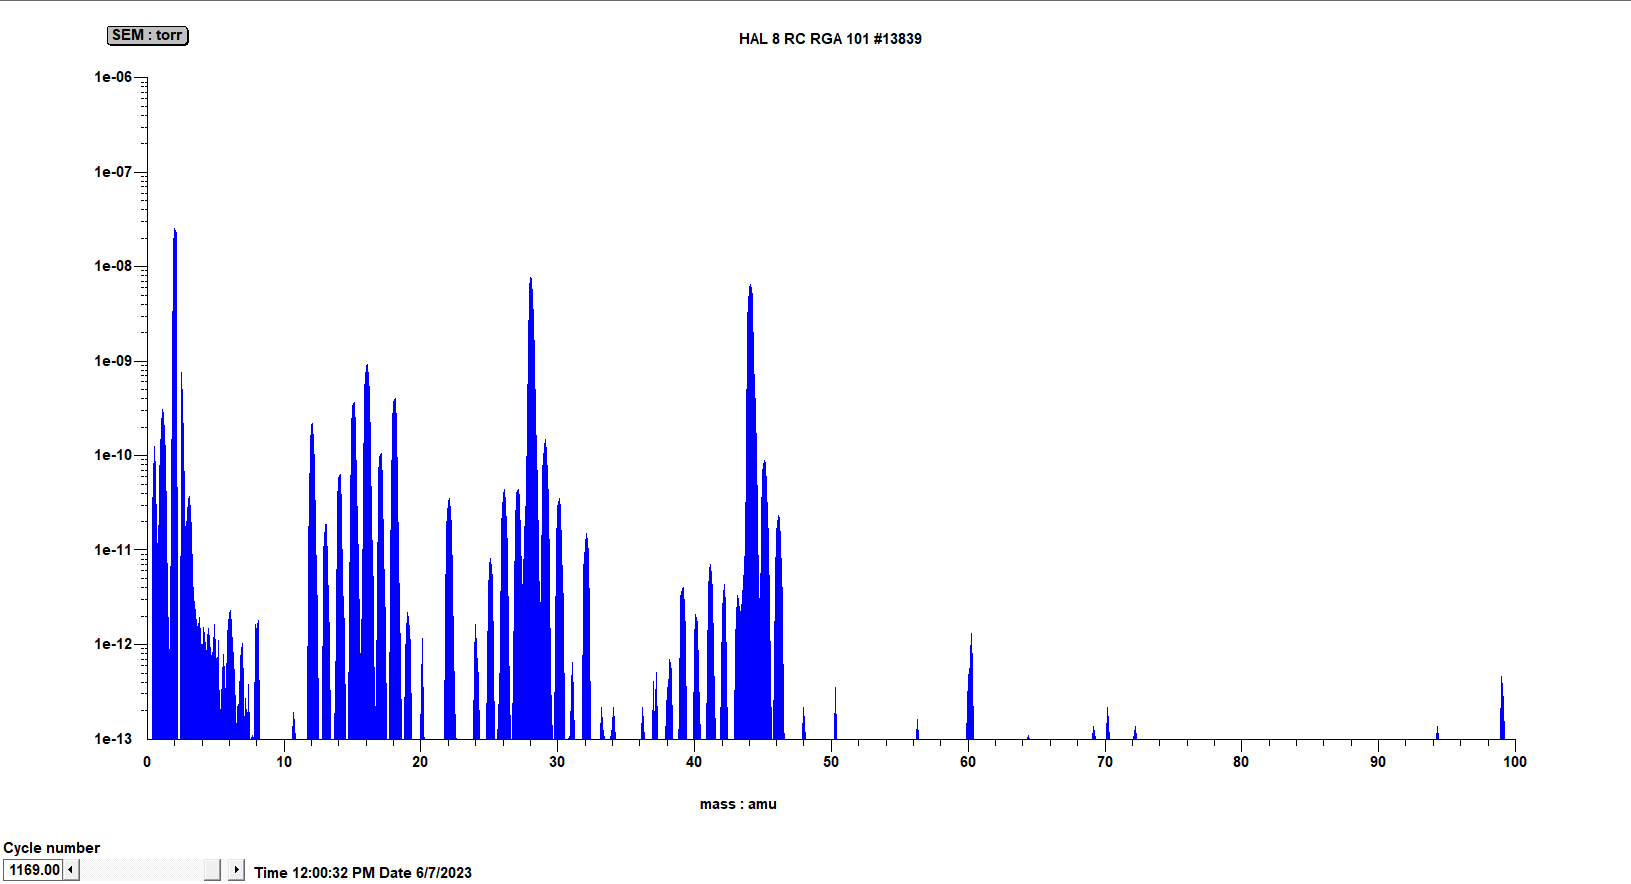 SEM : torr
HAL 8 RC RGA 101 #13839
1e-06
1e-07
1e-08
1e-09
1e-10
1e-11
1e-12
1e-13
0 10 20 30 40 50 60 70 80 90 100
mass : amu
Cycle number
1169.00
Time 12:00:32 PM Date 6/7/2023